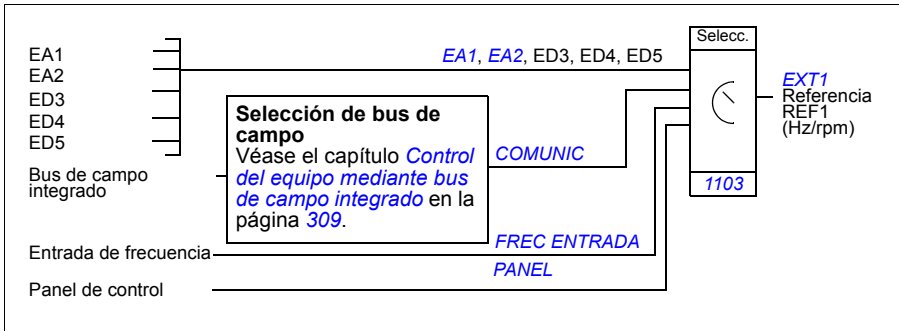 Selecc.
EA1
EA2
ED3
ED4
ED5
EA1, EA2, ED3, ED4, ED5
EXT1
Referencia
REF1
(Hz/rpm)
Selección de bus de
campo
Véase el capítulo Control
del equipo mediante bus
de campo integrado en la
página 309.
COMUNIC
Bus de campo
integrado
1103
FREC ENTRADA
Entrada de frecuencia
PANEL
Panel de control